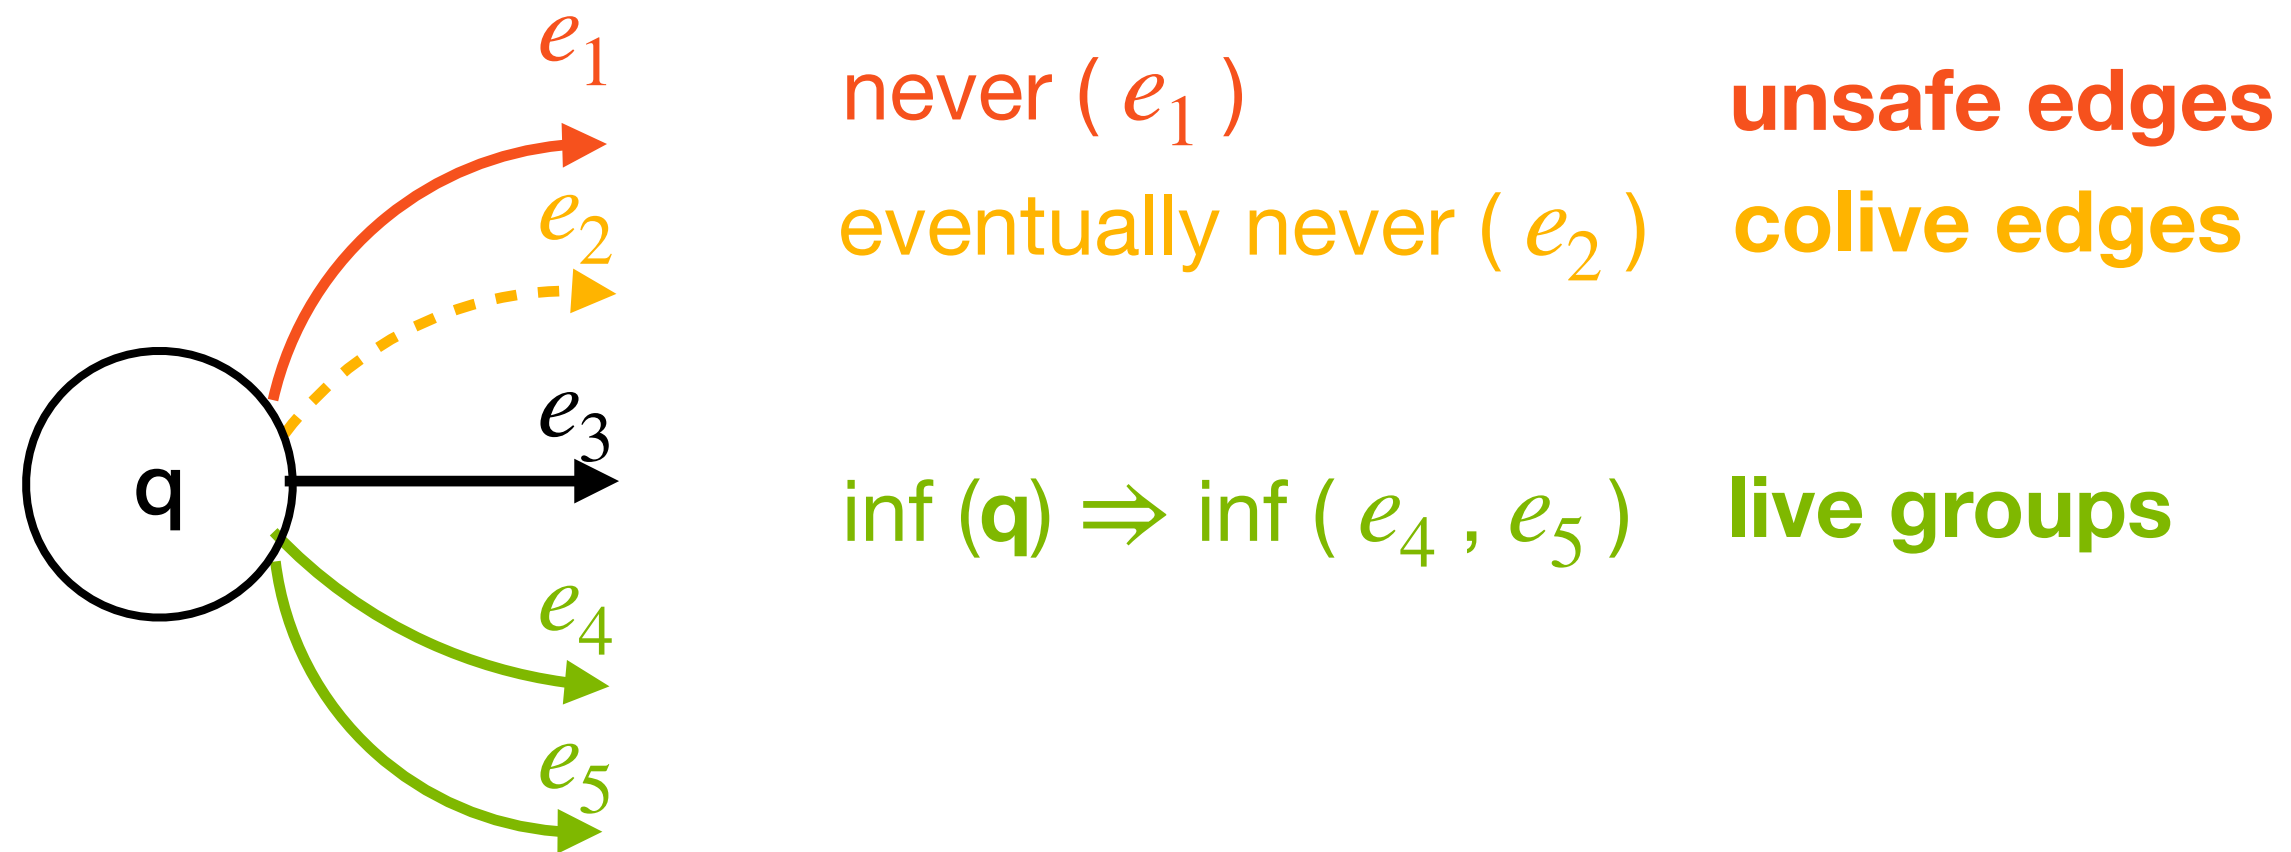 e₁
never ( e₁ ) unsafe edges
e₂
eventually never ( e₂ ) colive edges
e₃
q
inf (q) ⇒ inf ( e₄ , e₅ ) live groups
e₄
e₅